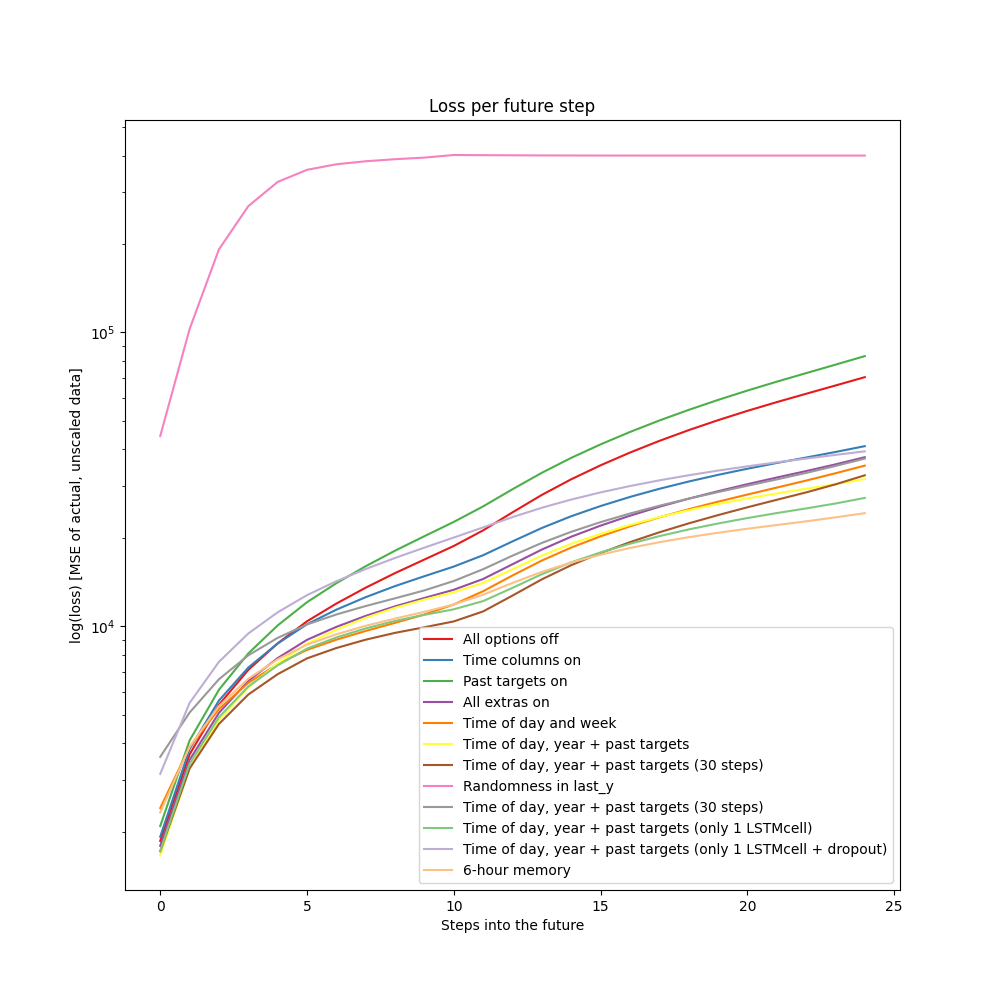 Loss per future step
log(loss) [MSE of actual, unscaled data]
10^5
10^4
All options off
Time columns on
Past targets on
All extras on
Time of day and week
Time of day, year + past targets
Time of day, year + past targets (30 steps)
Randomness in last_y
Time of day, year + past targets (30 steps)
Time of day, year + past targets (only 1 LSTMcell)
Time of day, year + past targets (only 1 LSTMcell + dropout)
6-hour memory
0 5 10 15 20 25
Steps into the future